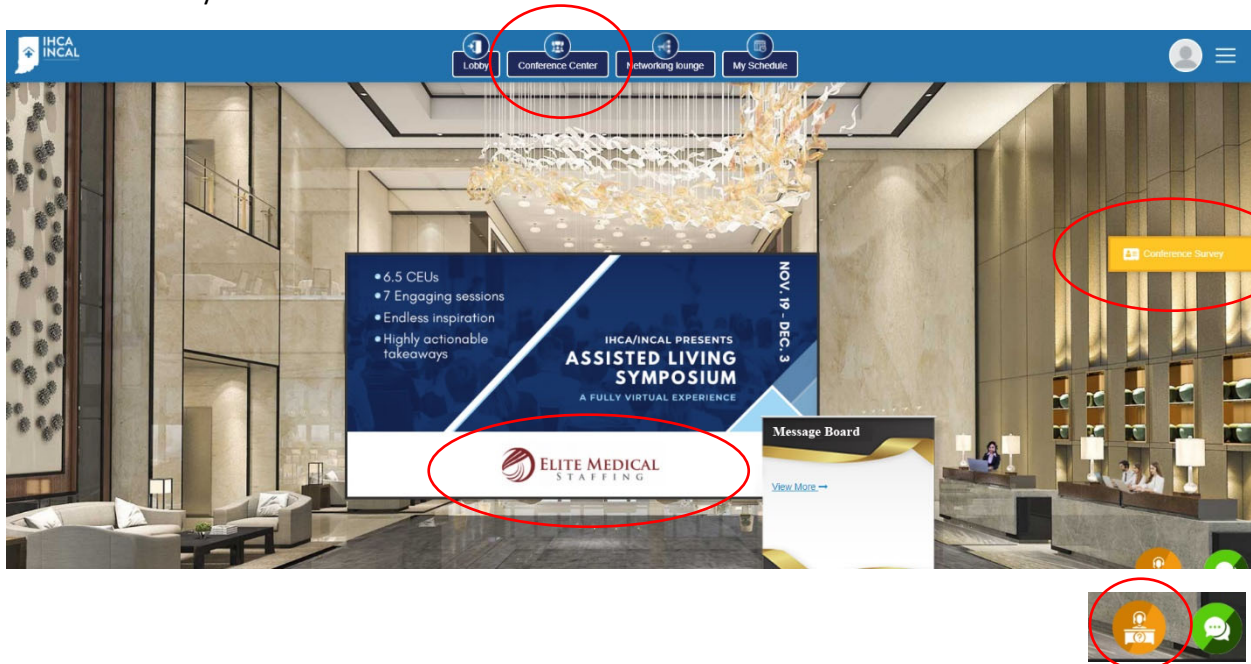 IHCA
INCAL
Lobby
Conference Center
Networking lounge
My Schedule
Conference Survey
• 6.5 CEUs
• 7 Engaging sessions
• Endless inspiration
• Highly actionable
takeaways
NOV. 19 - DEC. 3
IHCA/INCAL PRESENTS
ASSISTED LIVING
SYMPOSIUM
A FULLY VIRTUAL EXPERIENCE
ELITE MEDICAL
STAFFING
Message Board
View More →